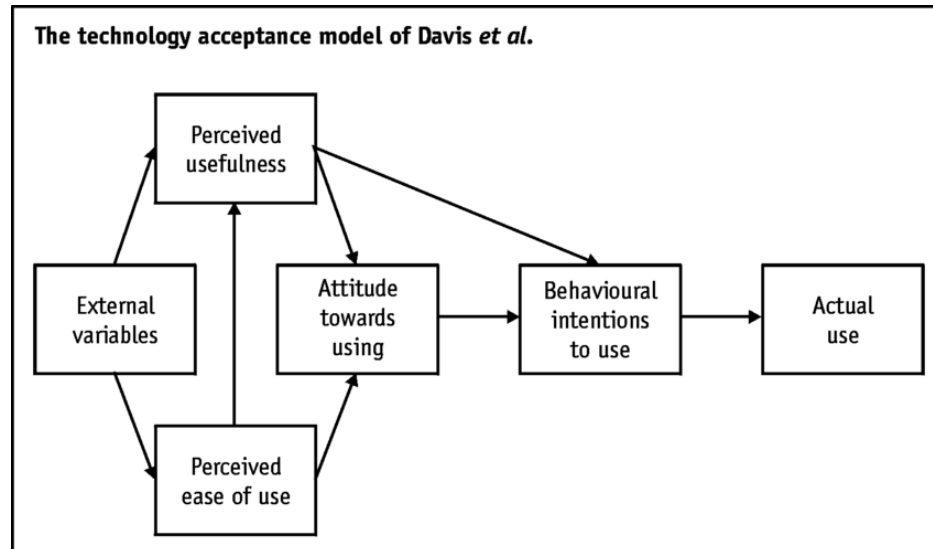 The technology acceptance model of Davis et al.
Perceived
usefulness
External
variables
Attitude
towards
using
Behavioural
intentions
to use
Actual
use
Perceived
ease of use